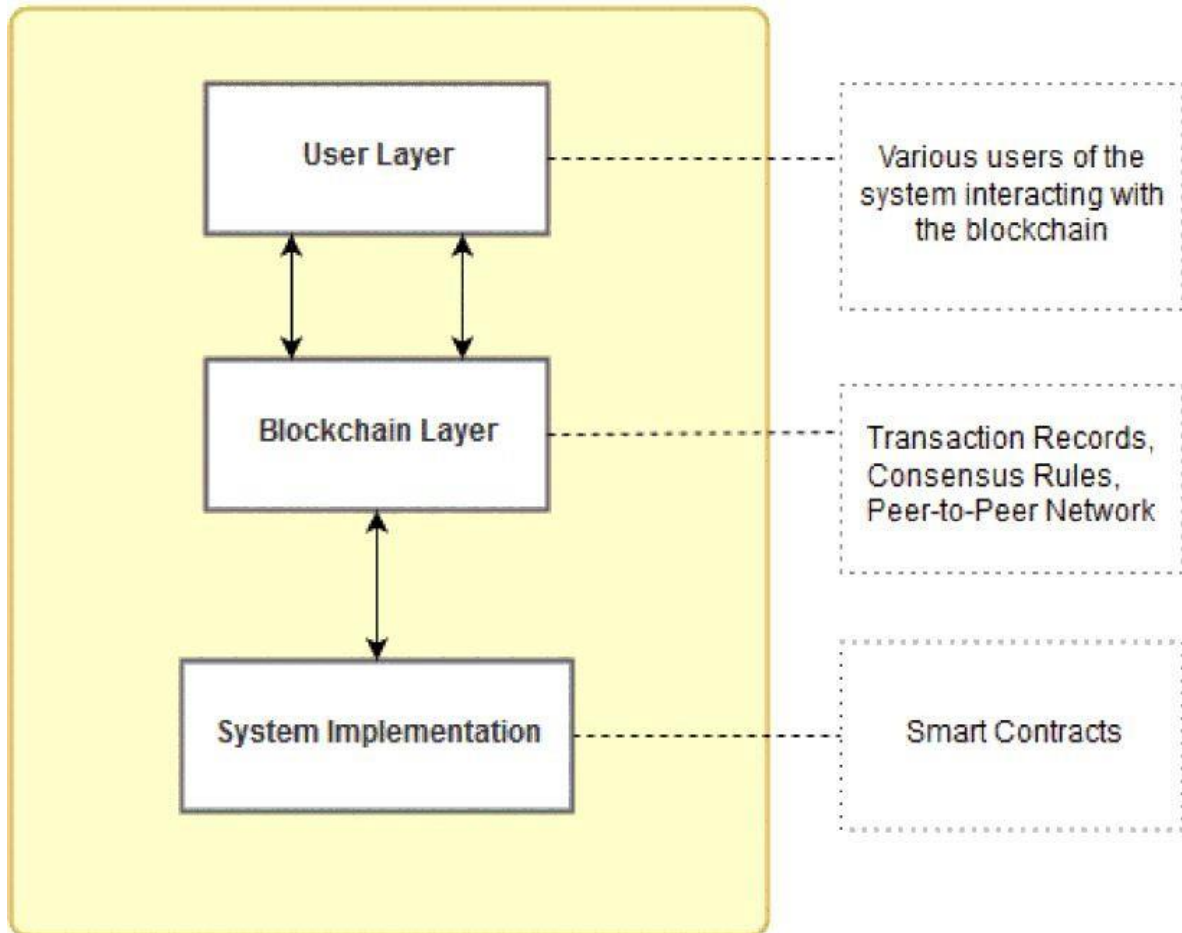 User Layer
Various users of the
system interacting with
the blockchain
Blockchain Layer
Transaction Records,
Consensus Rules,
Peer-to-Peer Network
System Implementation
Smart Contracts